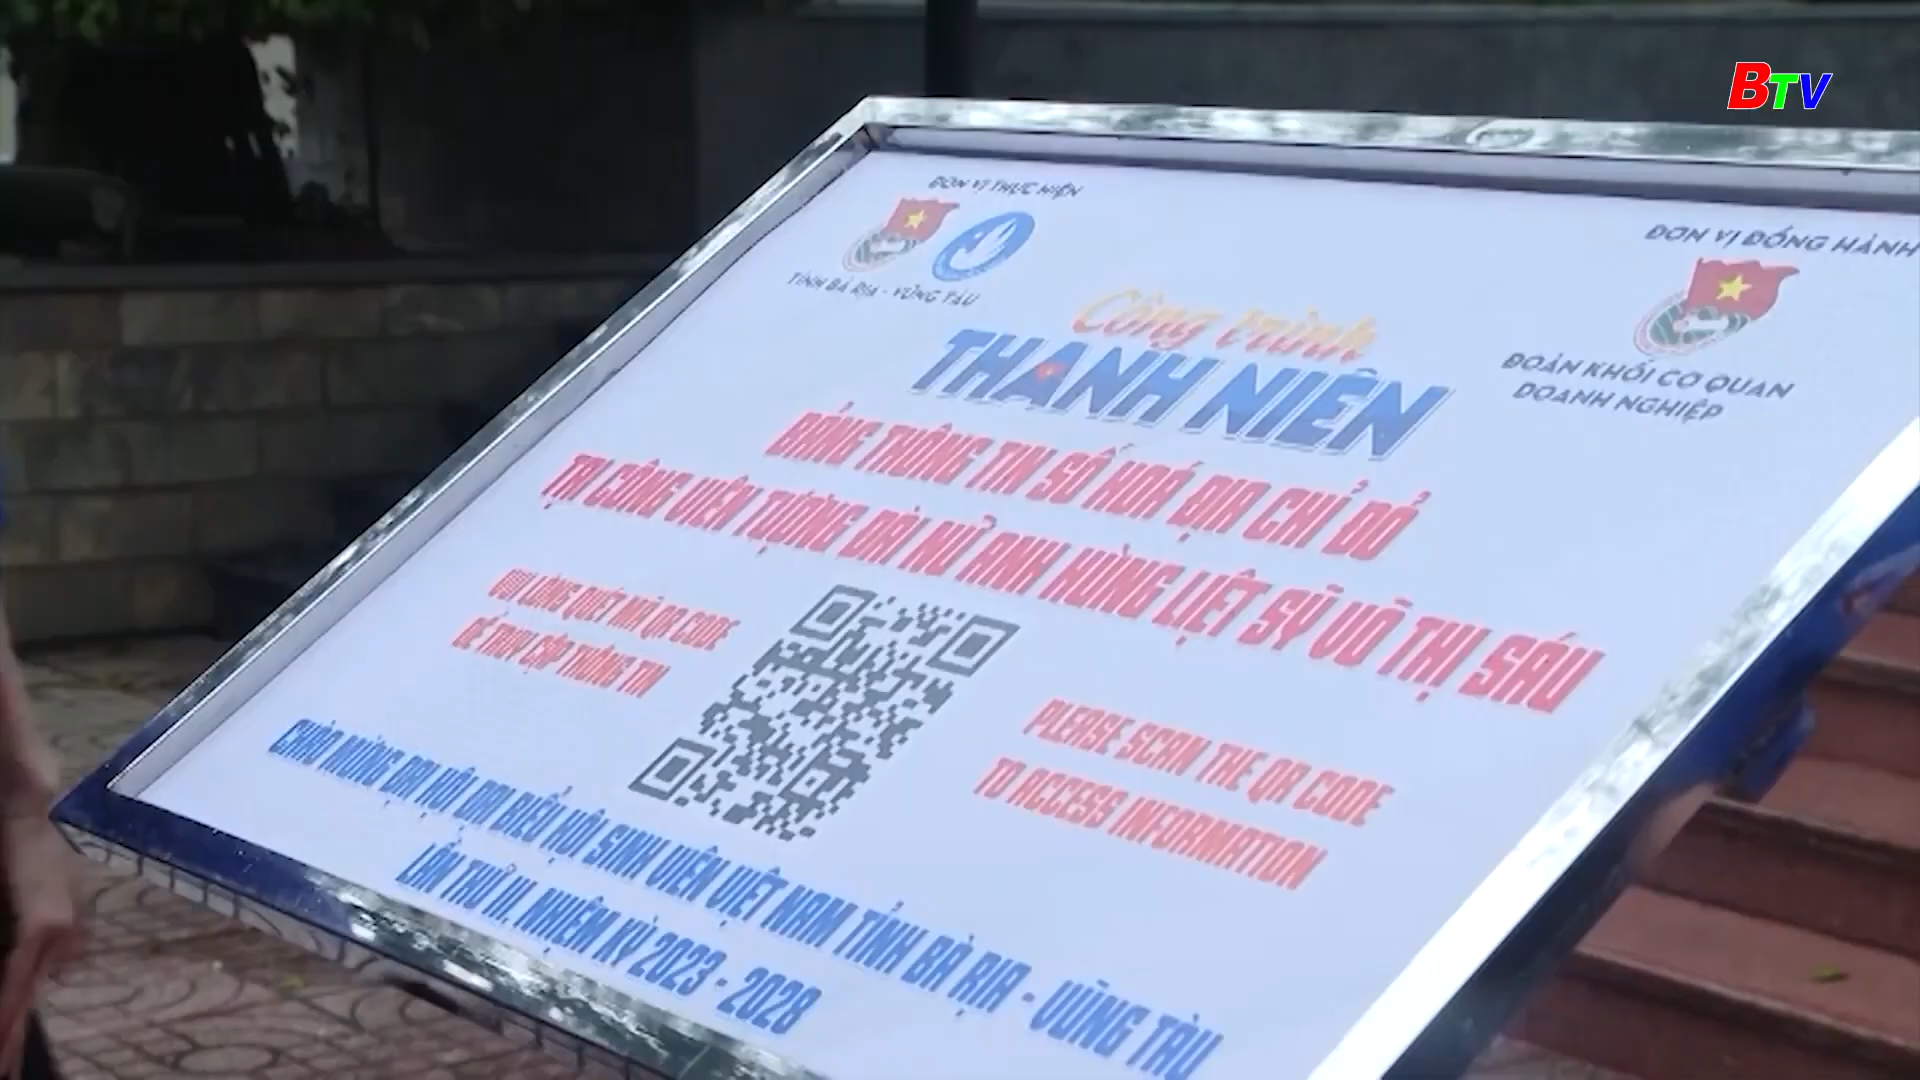 BTV
ĐƠN VỊ THỰC HIỆN
TỈNH BÀ RỊA - VŨNG TÀU
ĐƠN VỊ ĐỒNG HÀNH
ĐOÀN KHỐI CƠ QUAN
DOANH NGHIỆP
Công trình
THANH NIÊN
BẢNG THÔNG TIN SỐ HOÁ ĐỊA CHỈ ĐỎ
TẠI CÔNG VIÊN TƯỢNG ĐÀI NỮ ANH HÙNG LIỆT SỸ VÕ THỊ SÁU
VUI LÒNG QUÉT MÃ QR CODE
ĐỂ TRUY CẬP THÔNG TIN
PLEASE SCAN THE QR CODE
TO ACCESS INFORMATION
CHÀO MỪNG ĐẠI HỘI ĐẠI BIỂU HỘI SINH VIÊN VIỆT NAM TỈNH BÀ RỊA - VŨNG TÀU
LẦN THỨ III, NHIỆM KỲ 2023 - 2028